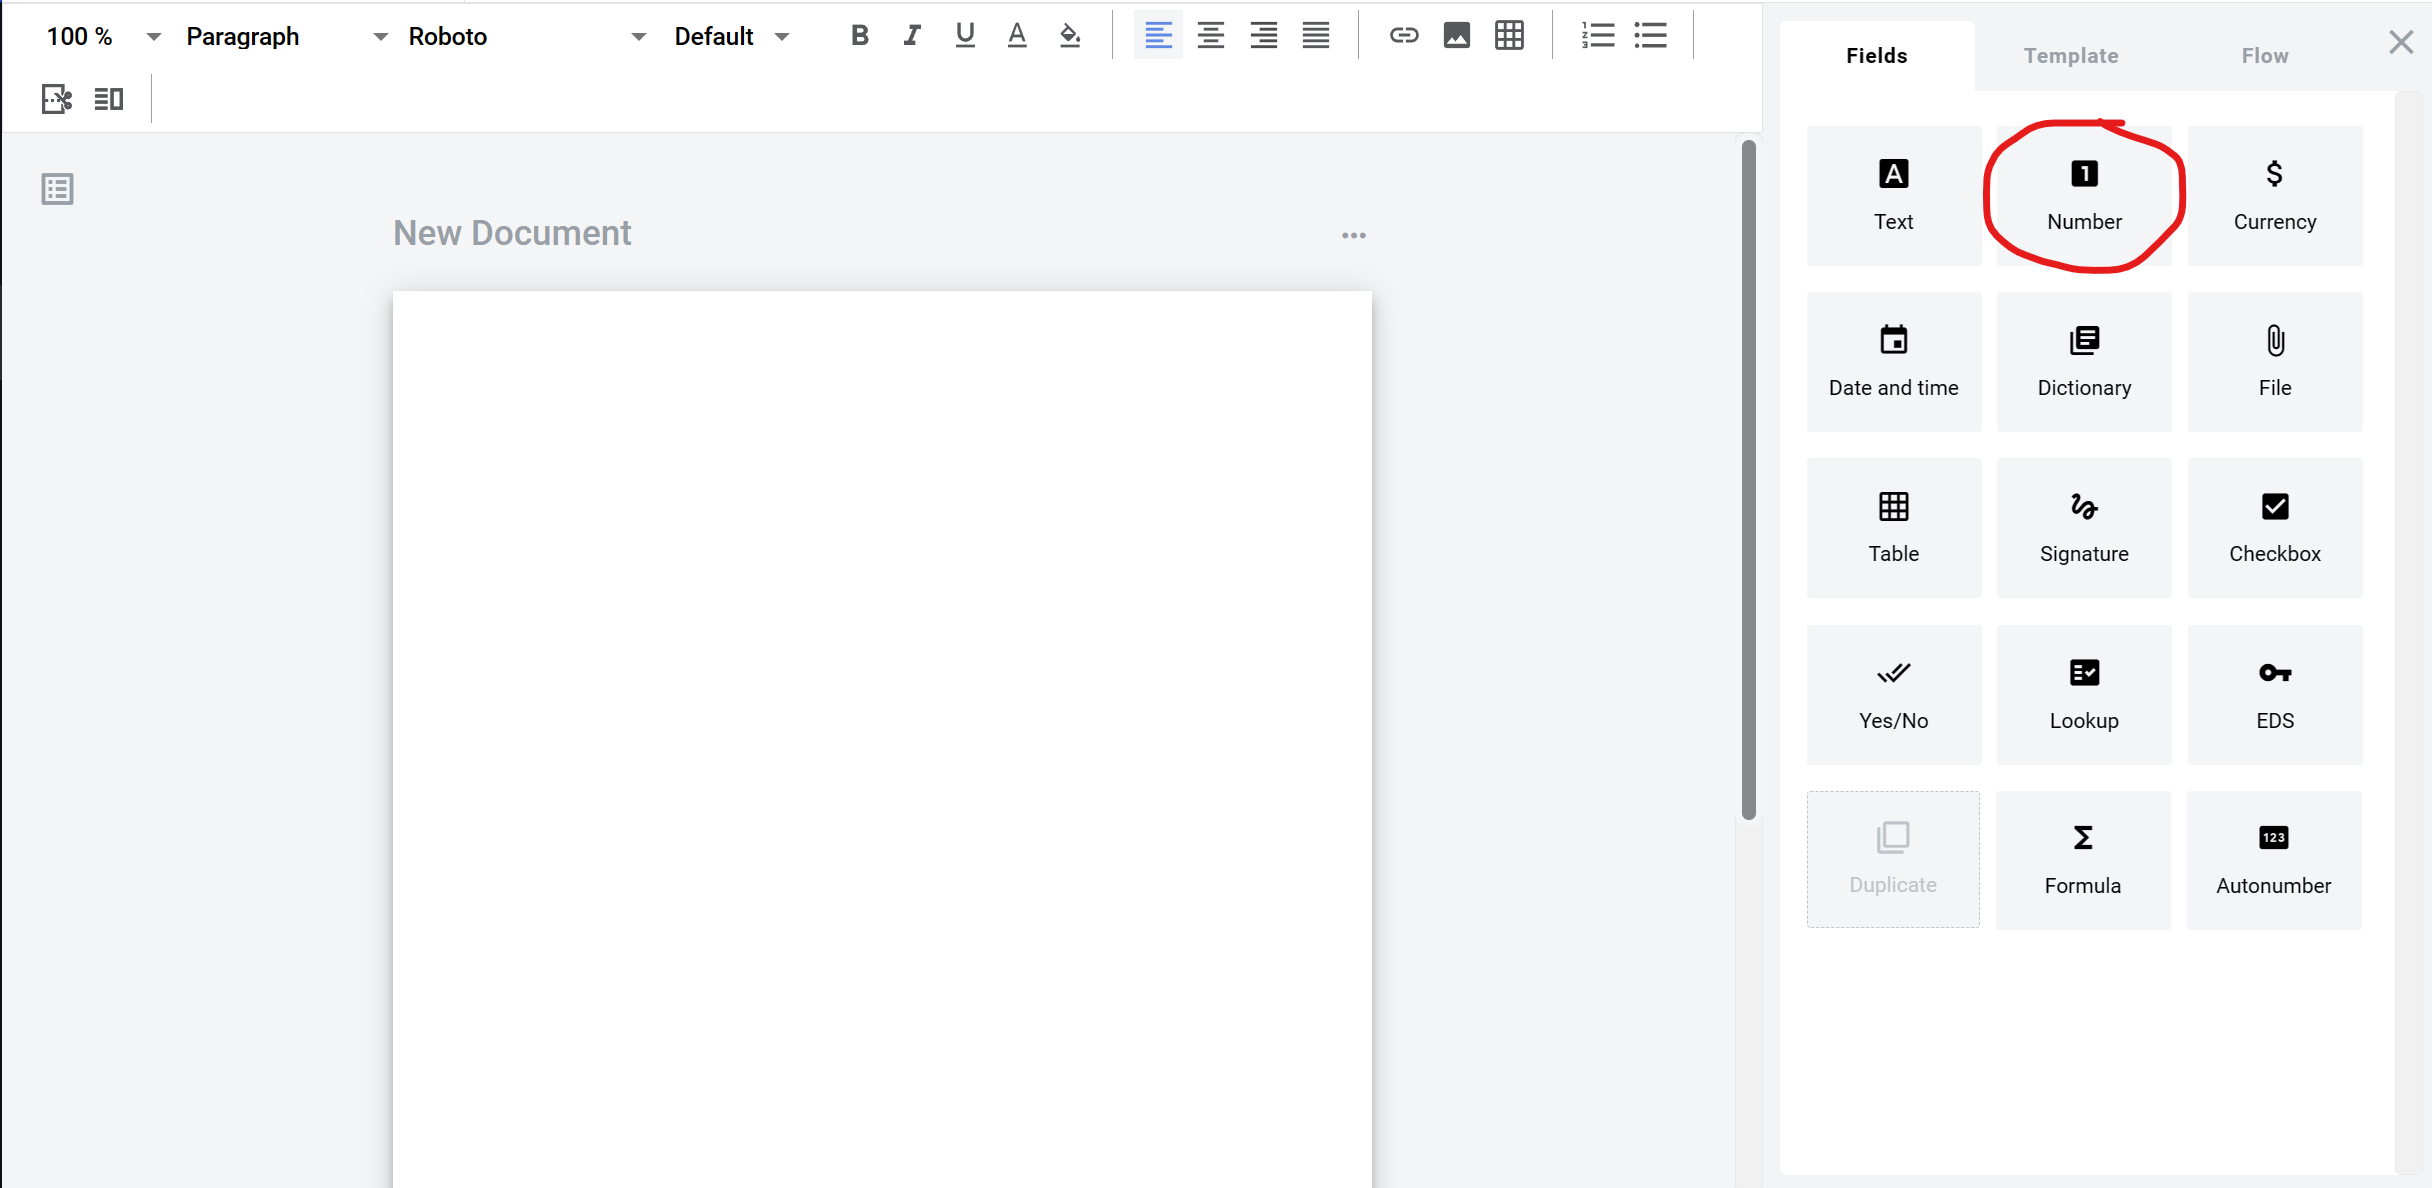 100 % Paragraph Roboto Default B I U A
Fields Template Flow
New Document
Text Number Currency
Date and time Dictionary File
Table Signature Checkbox
Yes/No Lookup EDS
Duplicate Formula Autonumber